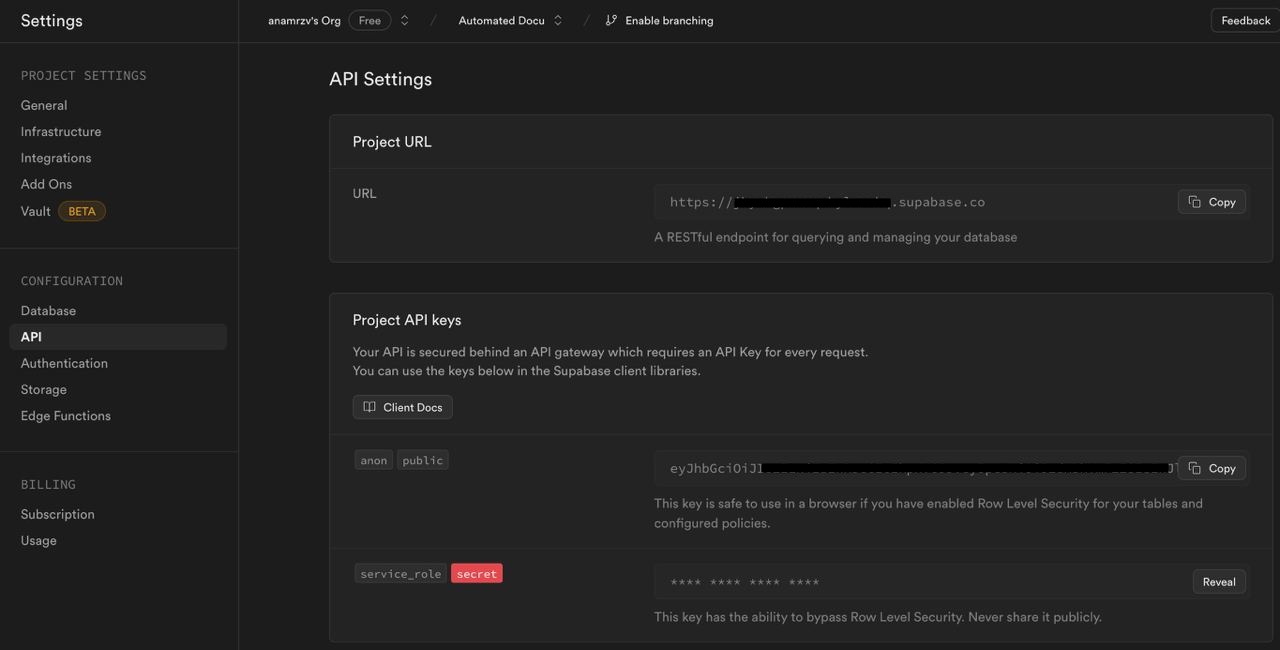 Settings
anamrzv's Org Free / Automated Docu / Enable branching
Feedback
PROJECT SETTINGS
General
Infrastructure
Integrations
Add Ons
Vault BETA
CONFIGURATION
Database
API
Authentication
Storage
Edge Functions
BILLING
Subscription
Usage
API Settings
Project URL
URL
https:// .supabase.co
Copy
A RESTful endpoint for querying and managing your database
Project API keys
Your API is secured behind an API gateway which requires an API Key for every request.
You can use the keys below in the Supabase client libraries.
Client Docs
anon public
eyJhbGciOiJ
Copy
This key is safe to use in a browser if you have enabled Row Level Security for your tables and
configured policies.
service_role secret
**** **** **** ****
Reveal
This key has the ability to bypass Row Level Security. Never share it publicly.